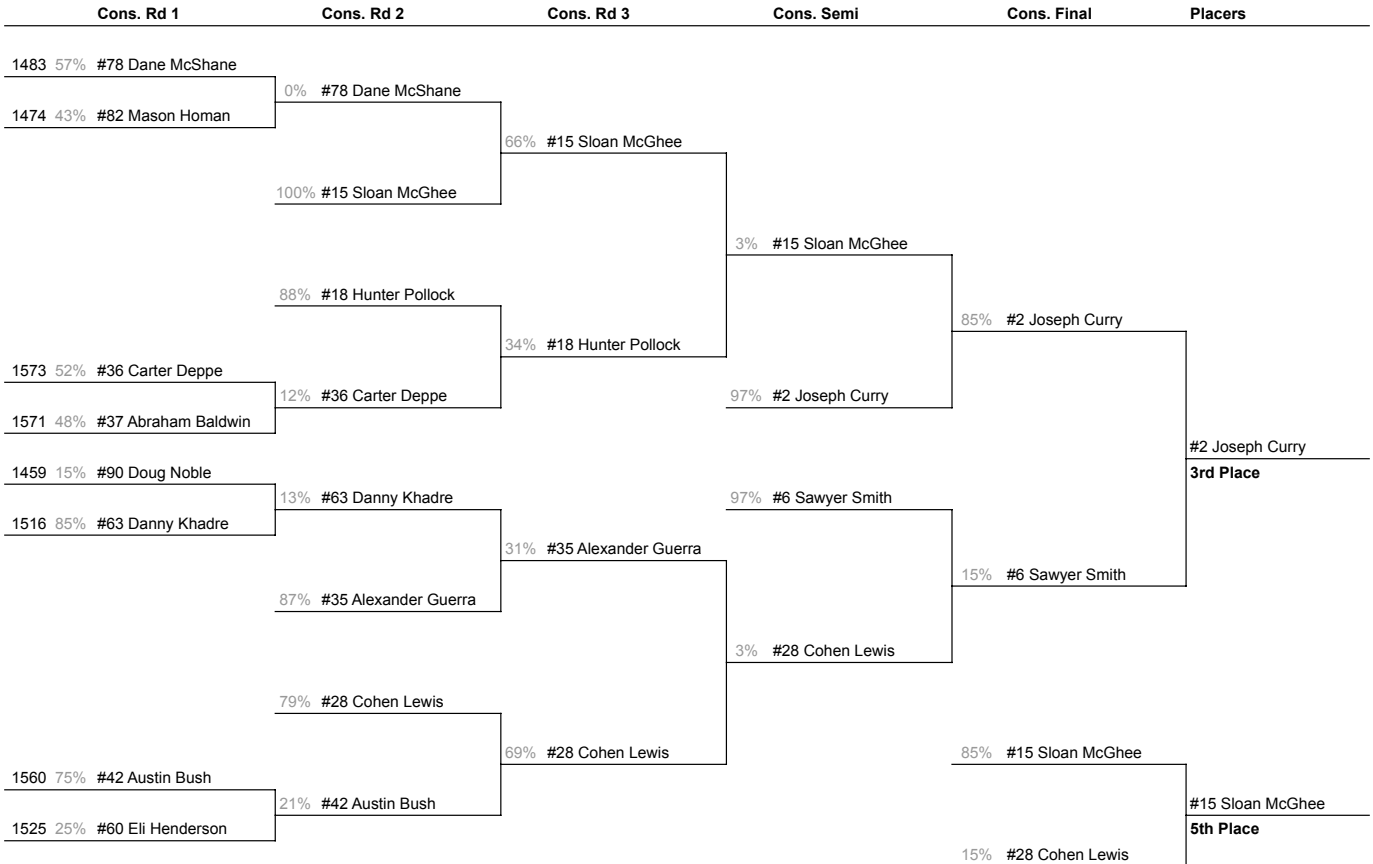 Cons. Rd 1 Cons. Rd 2 Cons. Rd 3 Cons. Semi Cons. Final Placers
1483 57% #78 Dane McShane
0% #78 Dane McShane
1474 43% #82 Mason Homan
66% #15 Sloan McGhee
100% #15 Sloan McGhee
3% #15 Sloan McGhee
88% #18 Hunter Pollock
85% #2 Joseph Curry
34% #18 Hunter Pollock
1573 52% #36 Carter Deppe
12% #36 Carter Deppe 97% #2 Joseph Curry
1571 48% #37 Abraham Baldwin
#2 Joseph Curry
1459 15% #90 Doug Noble 3rd Place
13% #63 Danny Khadre 97% #6 Sawyer Smith
1516 85% #63 Danny Khadre
31% #35 Alexander Guerra
15% #6 Sawyer Smith
87% #35 Alexander Guerra
3% #28 Cohen Lewis
79% #28 Cohen Lewis
69% #28 Cohen Lewis 85% #15 Sloan McGhee
1560 75% #42 Austin Bush
21% #42 Austin Bush #15 Sloan McGhee
1525 25% #60 Eli Henderson 5th Place
15% #28 Cohen Lewis